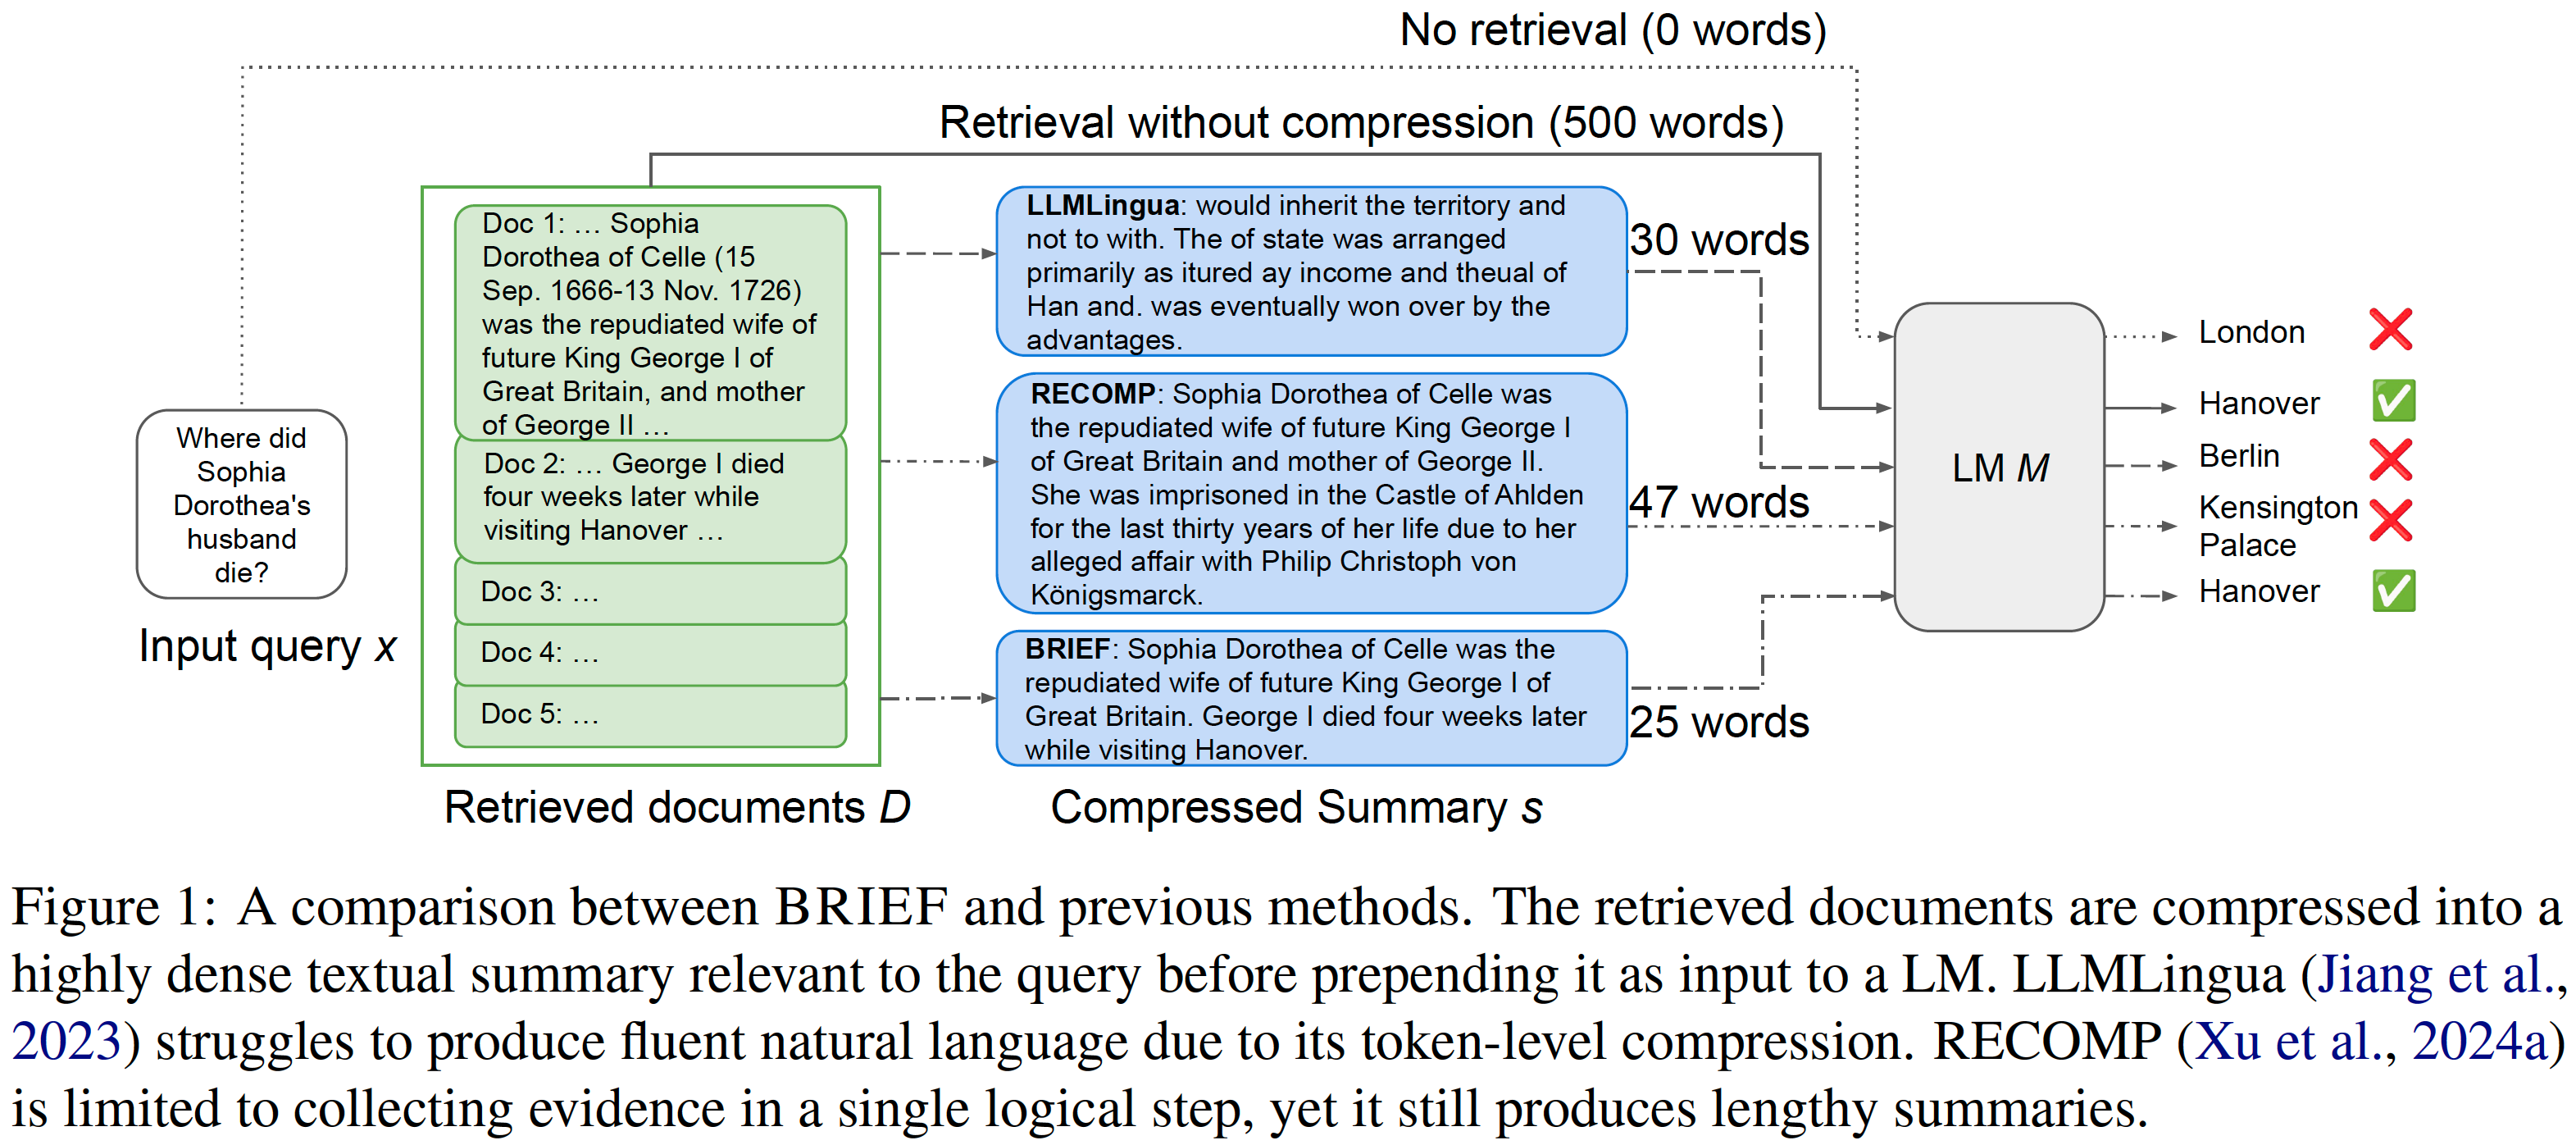 No retrieval (0 words)
Retrieval without compression (500 words)
Where did
Sophia
Dorothea's
husband
die?
Input query x
Doc 1: … Sophia
Dorothea of Celle (15
Sep. 1666-13 Nov. 1726)
was the repudiated wife of
future King George I of
Great Britain, and mother
of George II …
Doc 2: … George I died
four weeks later while
visiting Hanover …
Doc 3: …
Doc 4: …
Doc 5: …
Retrieved documents D
LLMLingua: would inherit the territory and
not to with. The of state was arranged
primarily as itured ay income and theual of
Han and. was eventually won over by the
advantages.
30 words
RECOMP: Sophia Dorothea of Celle was
the repudiated wife of future King George I
of Great Britain and mother of George II.
She was imprisoned in the Castle of Ahlden
for the last thirty years of her life due to her
alleged affair with Philip Christoph von
Königsmarck.
47 words
BRIEF: Sophia Dorothea of Celle was the
repudiated wife of future King George I of
Great Britain. George I died four weeks later
while visiting Hanover.
25 words
Compressed Summary s
LM M
London
Hanover
Berlin
Kensington
Palace
Hanover
Figure 1: A comparison between BRIEF and previous methods. The retrieved documents are compressed into a
highly dense textual summary relevant to the query before prepending it as input to a LM. LLMLingua (Jiang et al.,
2023) struggles to produce fluent natural language due to its token-level compression. RECOMP (Xu et al., 2024a)
is limited to collecting evidence in a single logical step, yet it still produces lengthy summaries.